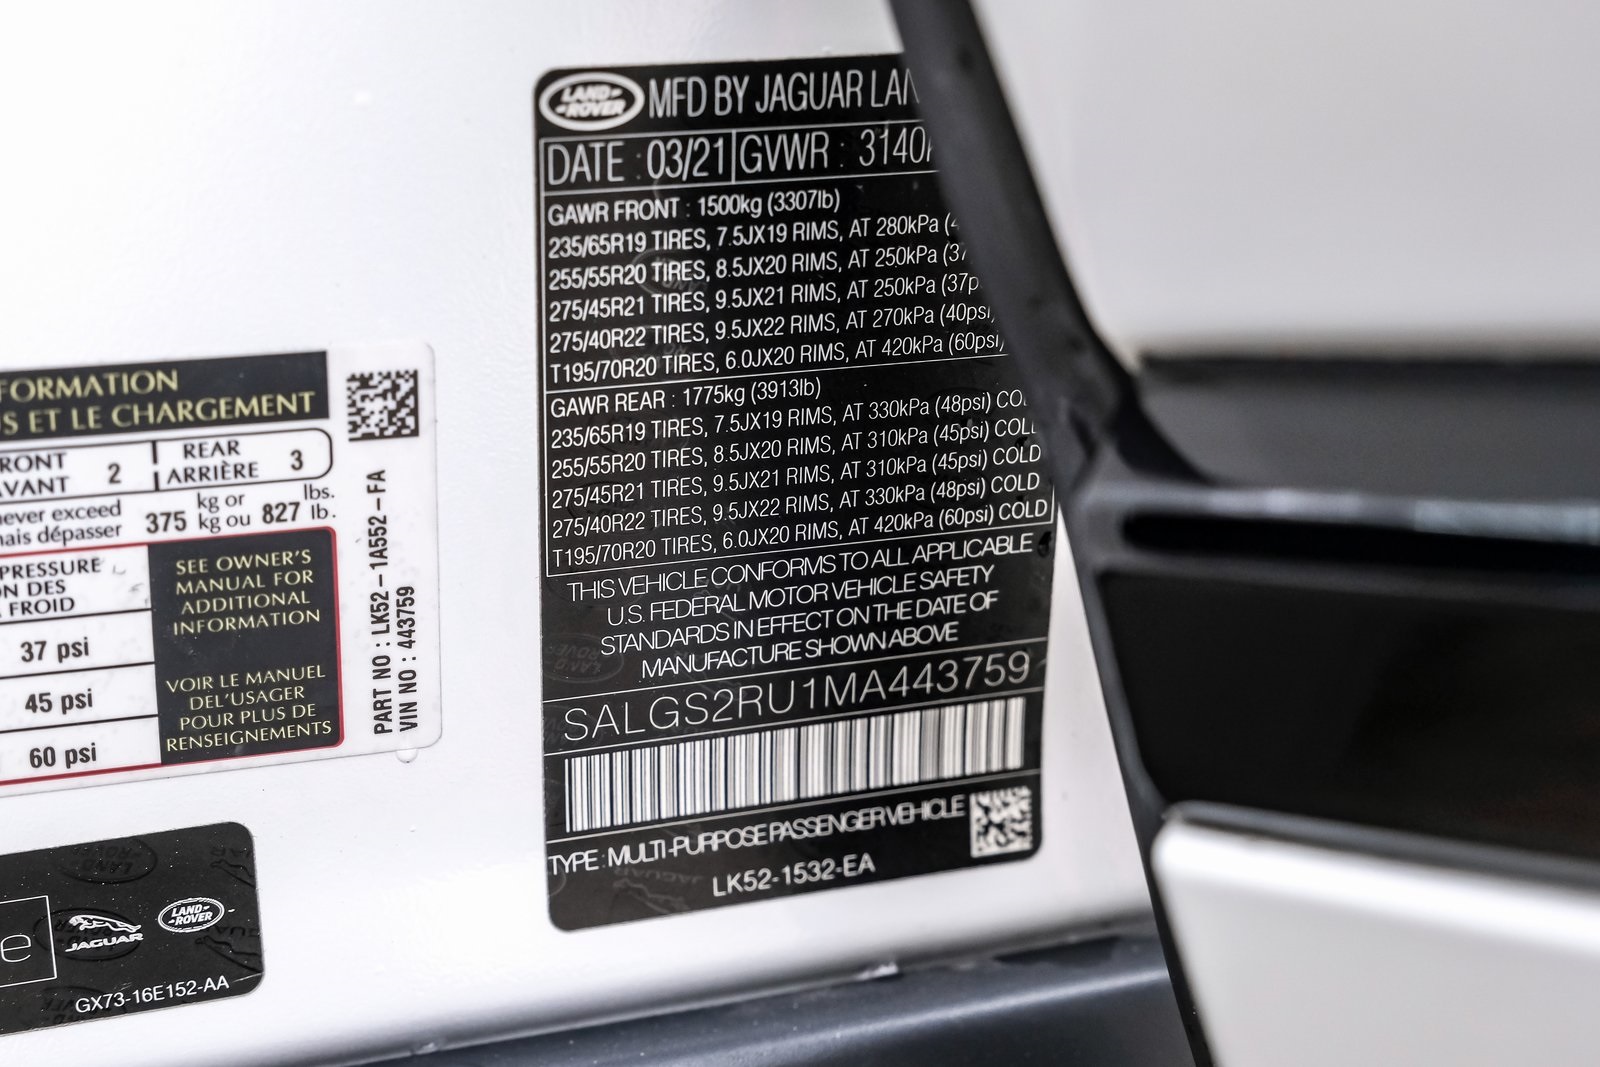 FORMATION
S ET LE CHARGEMENT
RONT
AVANT
2
REAR
ARRIÈRE
3
never exceed
mais dépasser
375
kg or
kg ou
827
lbs.
lb.
PRESSURE
ON DES
FROID
37 psi
45 psi
60 psi
SEE OWNER'S
MANUAL FOR
ADDITIONAL
INFORMATION
VOIR LE MANUEL
DEL'USAGER
POUR PLUS DE
RENSEIGNEMENTS
PART NO : LK52-1A552-FA
VIN NO : 443759
e
JAGUAR
LAND-
-ROVER
GX73-16E152-AA
LAND-
-ROVER
MFD BY JAGUAR LAN
DATE : 03/21 GVWR : 3140
GAWR FRONT : 1500kg (3307lb)
235/65R19 TIRES, 7.5JX19 RIMS, AT 280kPa (4
255/55R20 TIRES, 8.5JX20 RIMS, AT 250kPa (37
275/45R21 TIRES, 9.5JX21 RIMS, AT 250kPa (37p
275/40R22 TIRES, 9.5JX22 RIMS, AT 270kPa (40psi
T195/70R20 TIRES, 6.0JX20 RIMS, AT 420kPa (60psi)
GAWR REAR : 1775kg (3913lb)
235/65R19 TIRES, 7.5JX19 RIMS, AT 330kPa (48psi) CO
255/55R20 TIRES, 8.5JX20 RIMS, AT 310kPa (45psi) COL
275/45R21 TIRES, 9.5JX21 RIMS, AT 310kPa (45psi) COLD
275/40R22 TIRES, 9.5JX22 RIMS, AT 330kPa (48psi) COLD
T195/70R20 TIRES, 6.0JX20 RIMS, AT 420kPa (60psi) COLD
THIS VEHICLE CONFORMS TO ALL APPLICABLE
U.S. FEDERAL MOTOR VEHICLE SAFETY
STANDARDS IN EFFECT ON THE DATE OF
MANUFACTURE SHOWN ABOVE
SALGS2RU1MA443759
TYPE : MULTI-PURPOSE PASSENGER VEHICLE
LK52-1532-EA